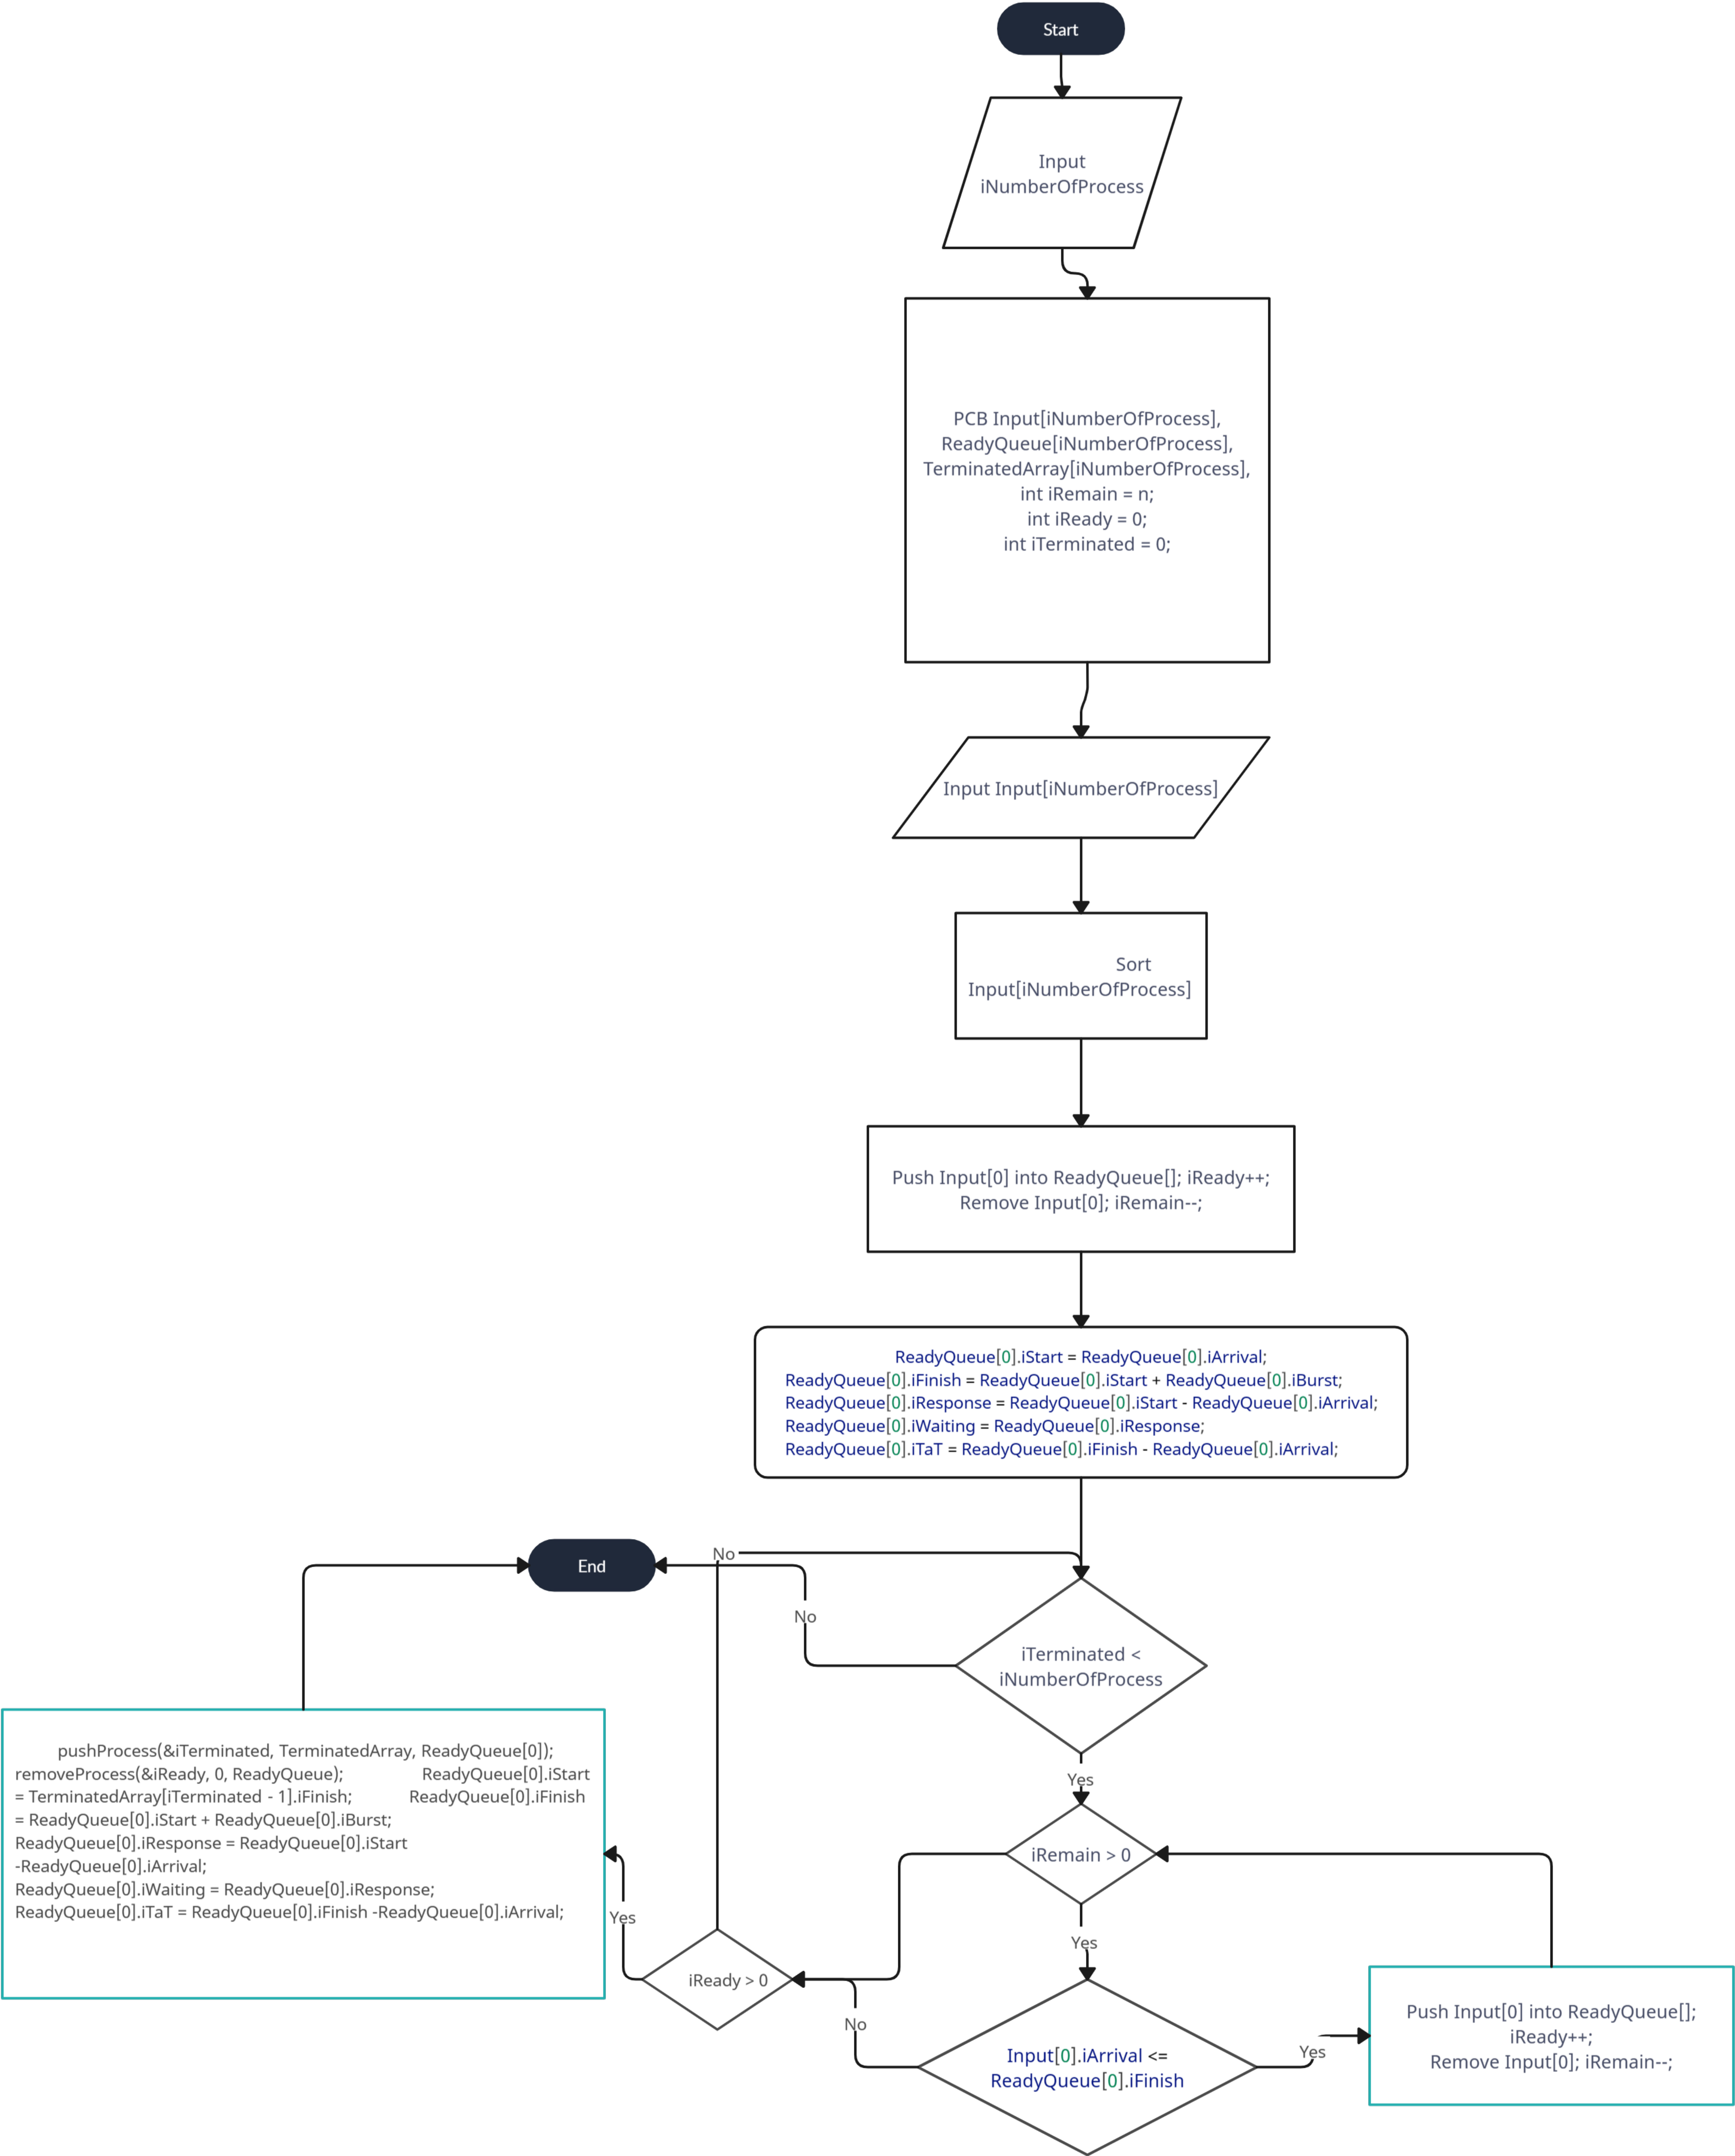 Start
Input
iNumberOfProcess
PCB Input[iNumberOfProcess],
ReadyQueue[iNumberOfProcess],
TerminatedArray[iNumberOfProcess],
int iRemain = n;
int iReady = 0;
int iTerminated = 0;
Input Input[iNumberOfProcess]
Sort
Input[iNumberOfProcess]
Push Input[0] into ReadyQueue[]; iReady++;
Remove Input[0]; iRemain--;
ReadyQueue[0].iStart = ReadyQueue[0].iArrival;
ReadyQueue[0].iFinish = ReadyQueue[0].iStart + ReadyQueue[0].iBurst;
ReadyQueue[0].iResponse = ReadyQueue[0].iStart - ReadyQueue[0].iArrival;
ReadyQueue[0].iWaiting = ReadyQueue[0].iResponse;
ReadyQueue[0].iTaT = ReadyQueue[0].iFinish - ReadyQueue[0].iArrival;
No
End
No
iTerminated <
iNumberOfProcess
Yes
iRemain > 0
pushProcess(&iTerminated, TerminatedArray, ReadyQueue[0]);
removeProcess(&iReady, 0, ReadyQueue); ReadyQueue[0].iStart
= TerminatedArray[iTerminated - 1].iFinish; ReadyQueue[0].iFinish
= ReadyQueue[0].iStart + ReadyQueue[0].iBurst;
ReadyQueue[0].iResponse = ReadyQueue[0].iStart
-ReadyQueue[0].iArrival;
ReadyQueue[0].iWaiting = ReadyQueue[0].iResponse;
ReadyQueue[0].iTaT = ReadyQueue[0].iFinish -ReadyQueue[0].iArrival;
Yes
Yes
iReady > 0
No
Input[0].iArrival <=
ReadyQueue[0].iFinish
Yes
Push Input[0] into ReadyQueue[];
iReady++;
Remove Input[0]; iRemain--;